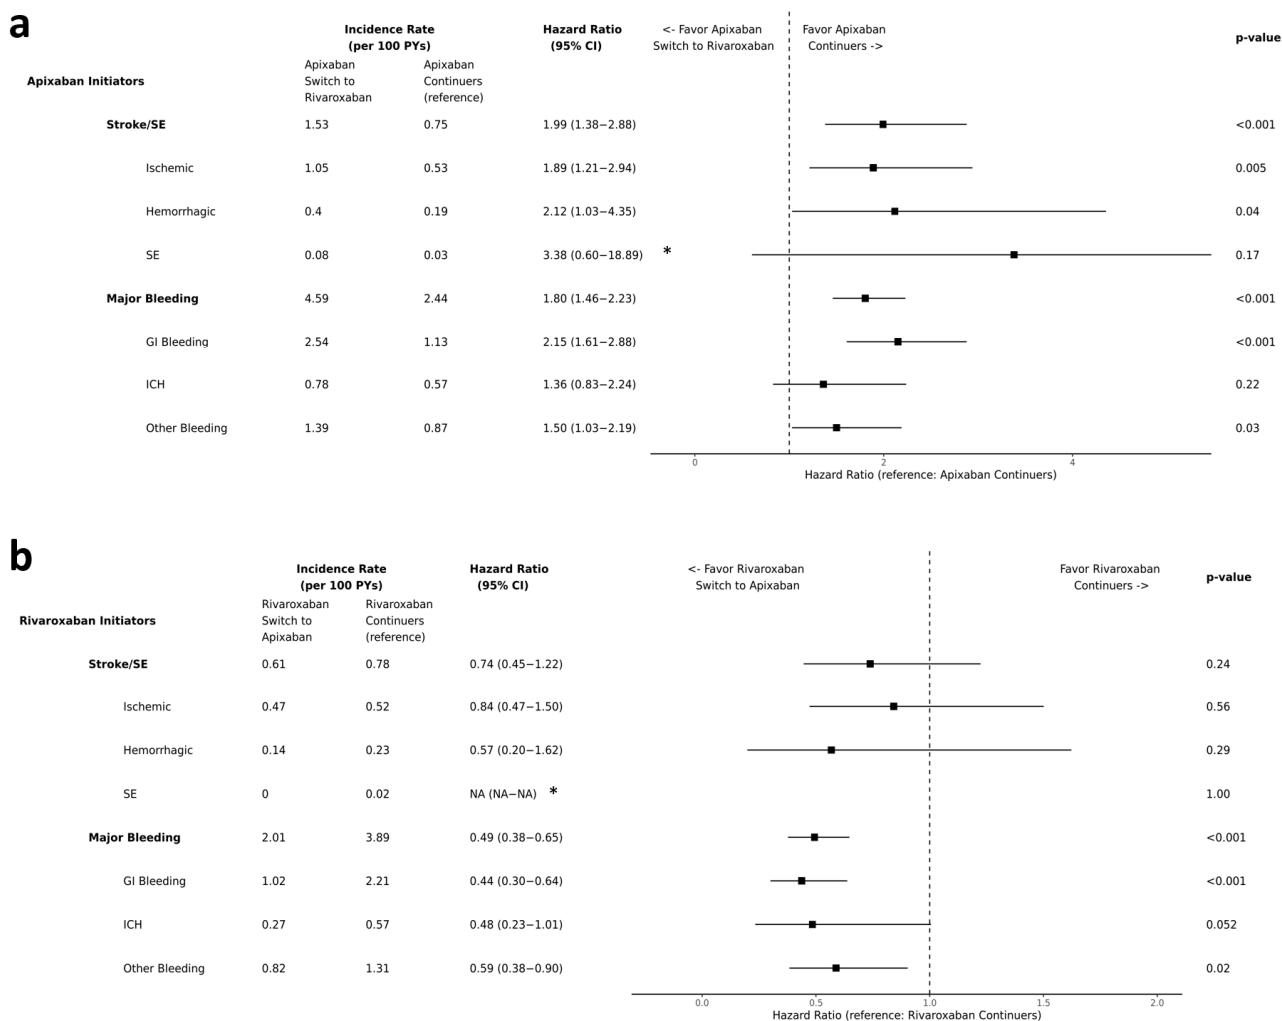 a
Incidence Rate
(per 100 PYs)
Hazard Ratio
(95% CI)
<- Favor Apixaban
Switch to Rivaroxaban
Favor Apixaban
Continuers ->
p-value
Apixaban Initiators
Apixaban
Switch to
Rivaroxaban
Apixaban
Continuers
(reference)
Stroke/SE 1.53 0.75 1.99 (1.38−2.88) <0.001
Ischemic 1.05 0.53 1.89 (1.21−2.94) 0.005
Hemorrhagic 0.4 0.19 2.12 (1.03−4.35) 0.04
SE 0.08 0.03 3.38 (0.60−18.89) * 0.17
Major Bleeding 4.59 2.44 1.80 (1.46−2.23) <0.001
GI Bleeding 2.54 1.13 2.15 (1.61−2.88) <0.001
ICH 0.78 0.57 1.36 (0.83−2.24) 0.22
Other Bleeding 1.39 0.87 1.50 (1.03−2.19) 0.03
0 2 4
Hazard Ratio (reference: Apixaban Continuers)
b
Incidence Rate
(per 100 PYs)
Hazard Ratio
(95% CI)
<- Favor Rivaroxaban
Switch to Apixaban
Favor Rivaroxaban
Continuers ->
p-value
Rivaroxaban Initiators
Rivaroxaban
Switch to
Apixaban
Rivaroxaban
Continuers
(reference)
Stroke/SE 0.61 0.78 0.74 (0.45−1.22) 0.24
Ischemic 0.47 0.52 0.84 (0.47−1.50) 0.56
Hemorrhagic 0.14 0.23 0.57 (0.20−1.62) 0.29
SE 0 0.02 NA (NA−NA) * 1.00
Major Bleeding 2.01 3.89 0.49 (0.38−0.65) <0.001
GI Bleeding 1.02 2.21 0.44 (0.30−0.64) <0.001
ICH 0.27 0.57 0.48 (0.23−1.01) 0.052
Other Bleeding 0.82 1.31 0.59 (0.38−0.90) 0.02
0.0 0.5 1.0 1.5 2.0
Hazard Ratio (reference: Rivaroxaban Continuers)